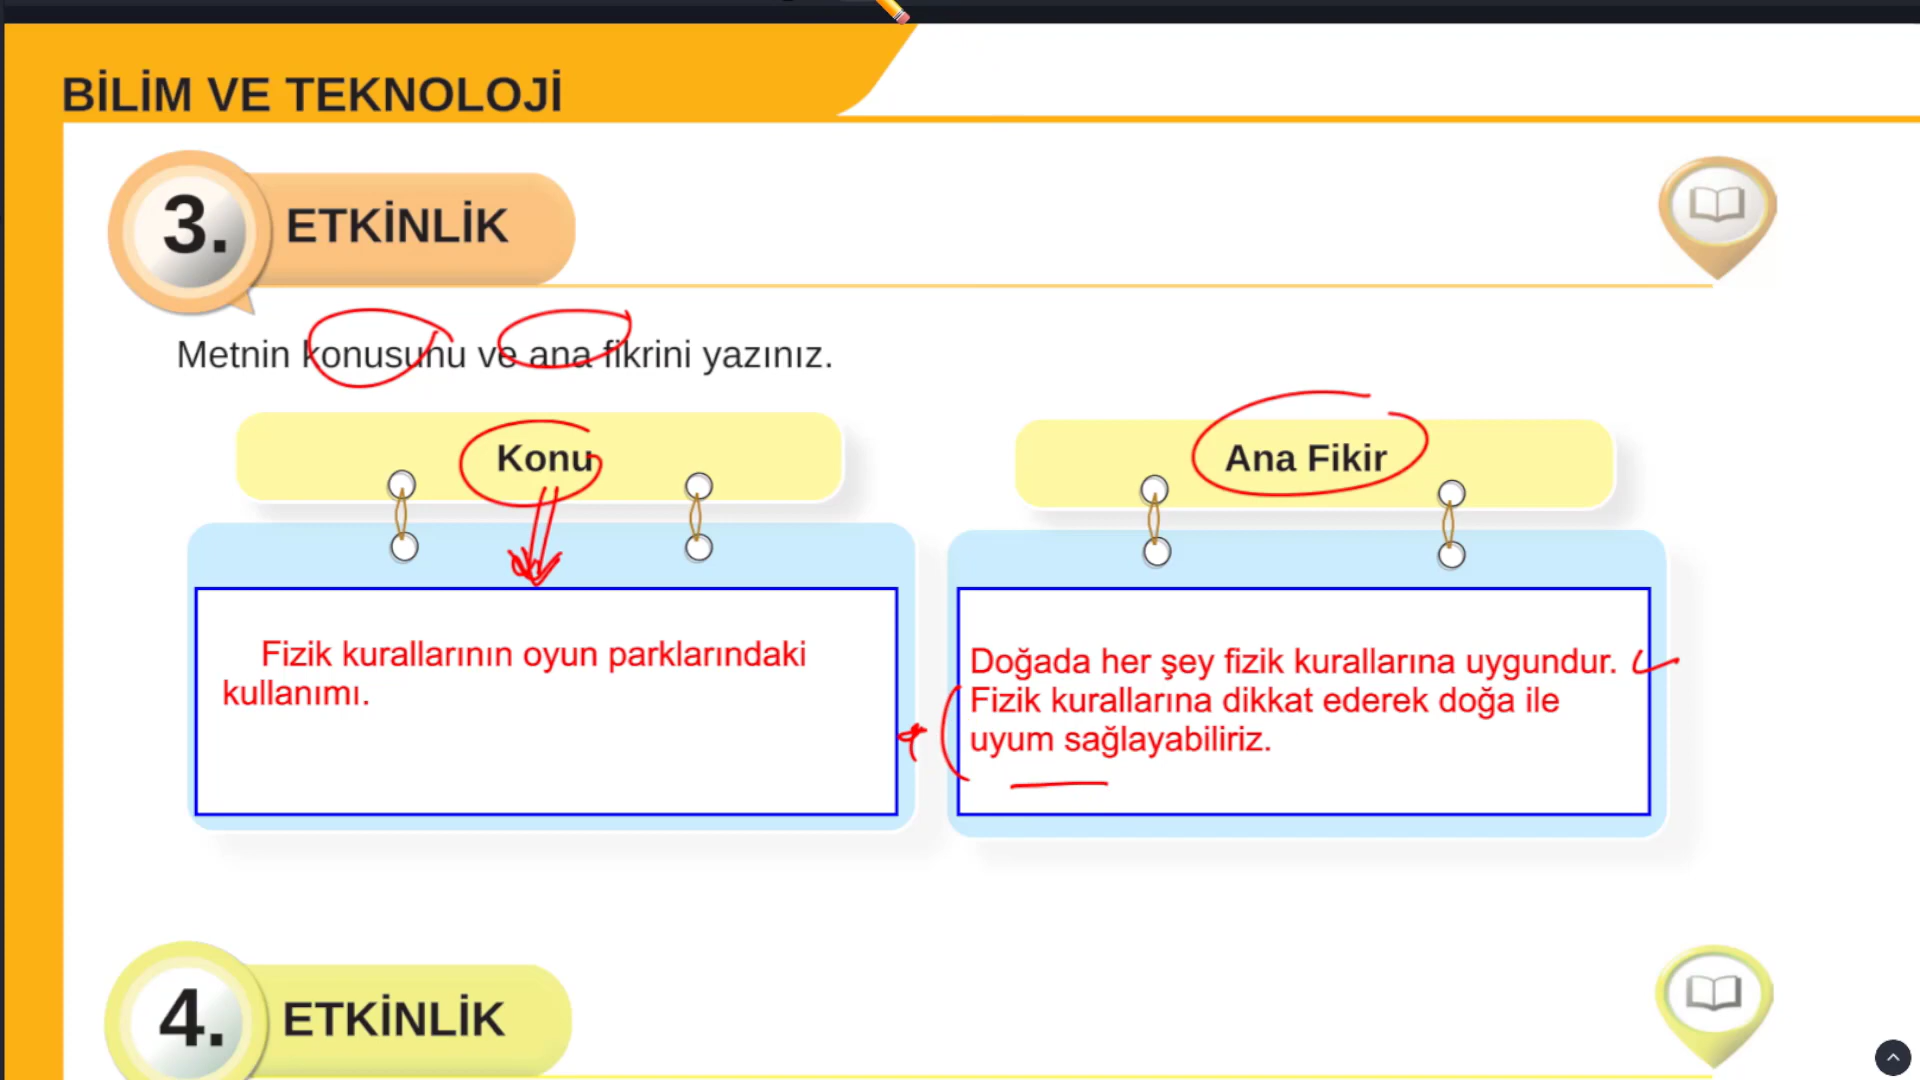 BİLİM VE TEKNOLOJİ
3. ETKİNLİK
Metnin konusunu ve ana fikrini yazınız.
Konu
Fizik kurallarının oyun parklarındaki
kullanımı.
Ana Fikir
Doğada her şey fizik kurallarına uygundur.
Fizik kurallarına dikkat ederek doğa ile
uyum sağlayabiliriz.
4. ETKİNLİK